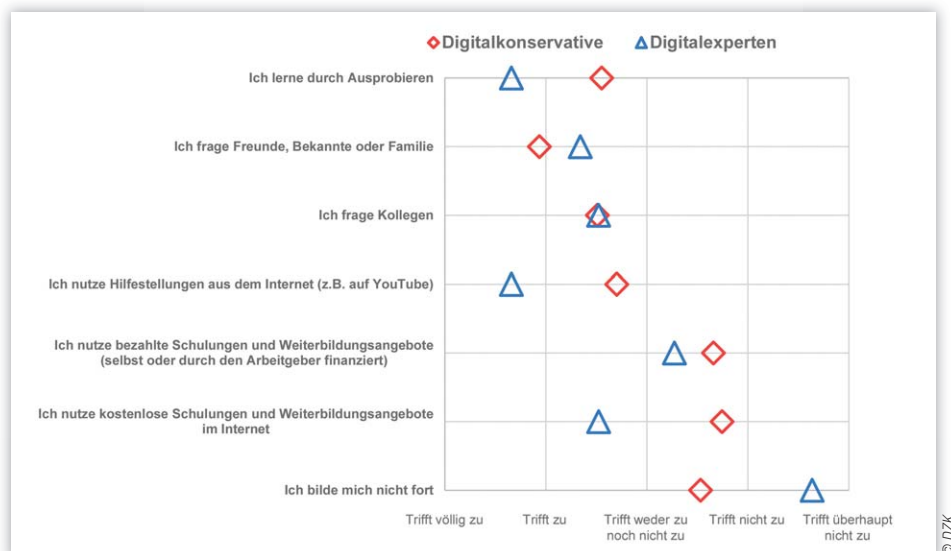 Digitalkonservative Digitalexperten
Ich lerne durch Ausprobieren
Ich frage Freunde, Bekannte oder Familie
Ich frage Kollegen
Ich nutze Hilfestellungen aus dem Internet (z.B. auf YouTube)
Ich nutze bezahlte Schulungen und Weiterbildungsangebote
(selbst oder durch den Arbeitgeber finanziert)
Ich nutze kostenlose Schulungen und Weiterbildungsangebote
im Internet
Ich bilde mich nicht fort
Trifft völlig zu Trifft zu Trifft weder zu Trifft nicht zu Trifft überhaupt
noch nicht zu nicht zu
© DZK